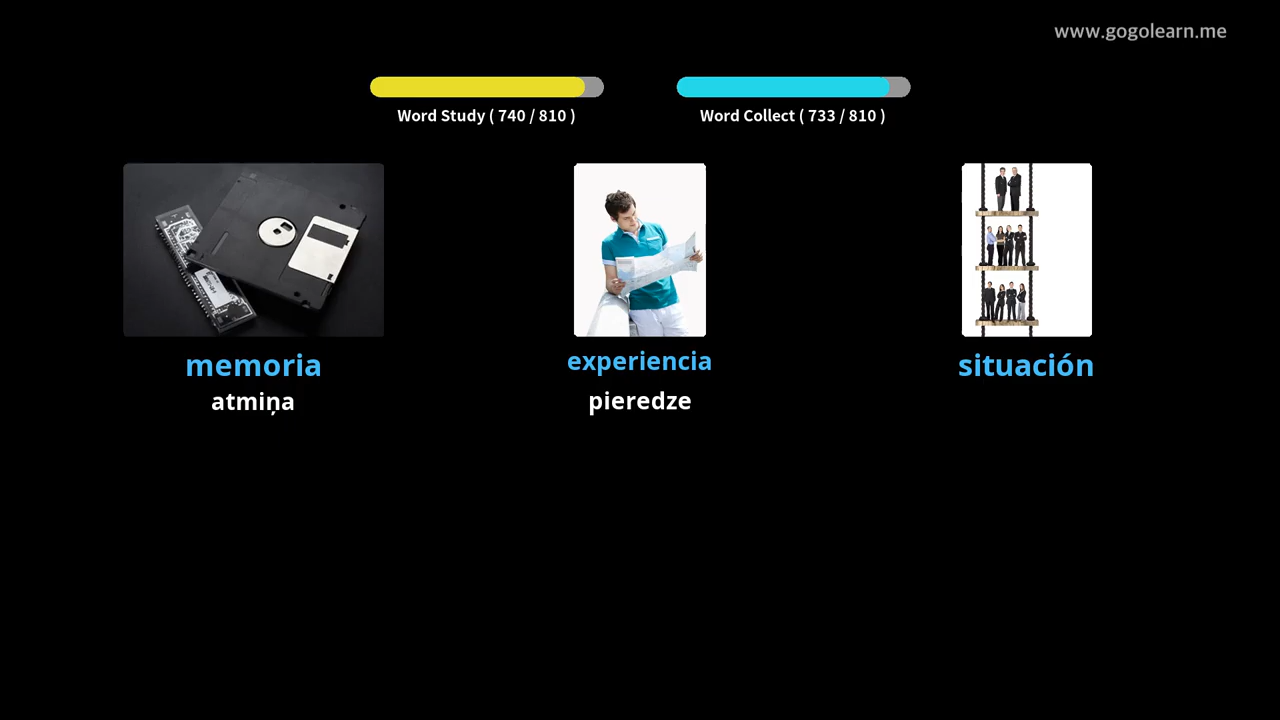 www.gogolearn.me
Word Study ( 740 / 810 )
Word Collect ( 733 / 810 )
memoria
atmiņa
experiencia
pieredze
situación